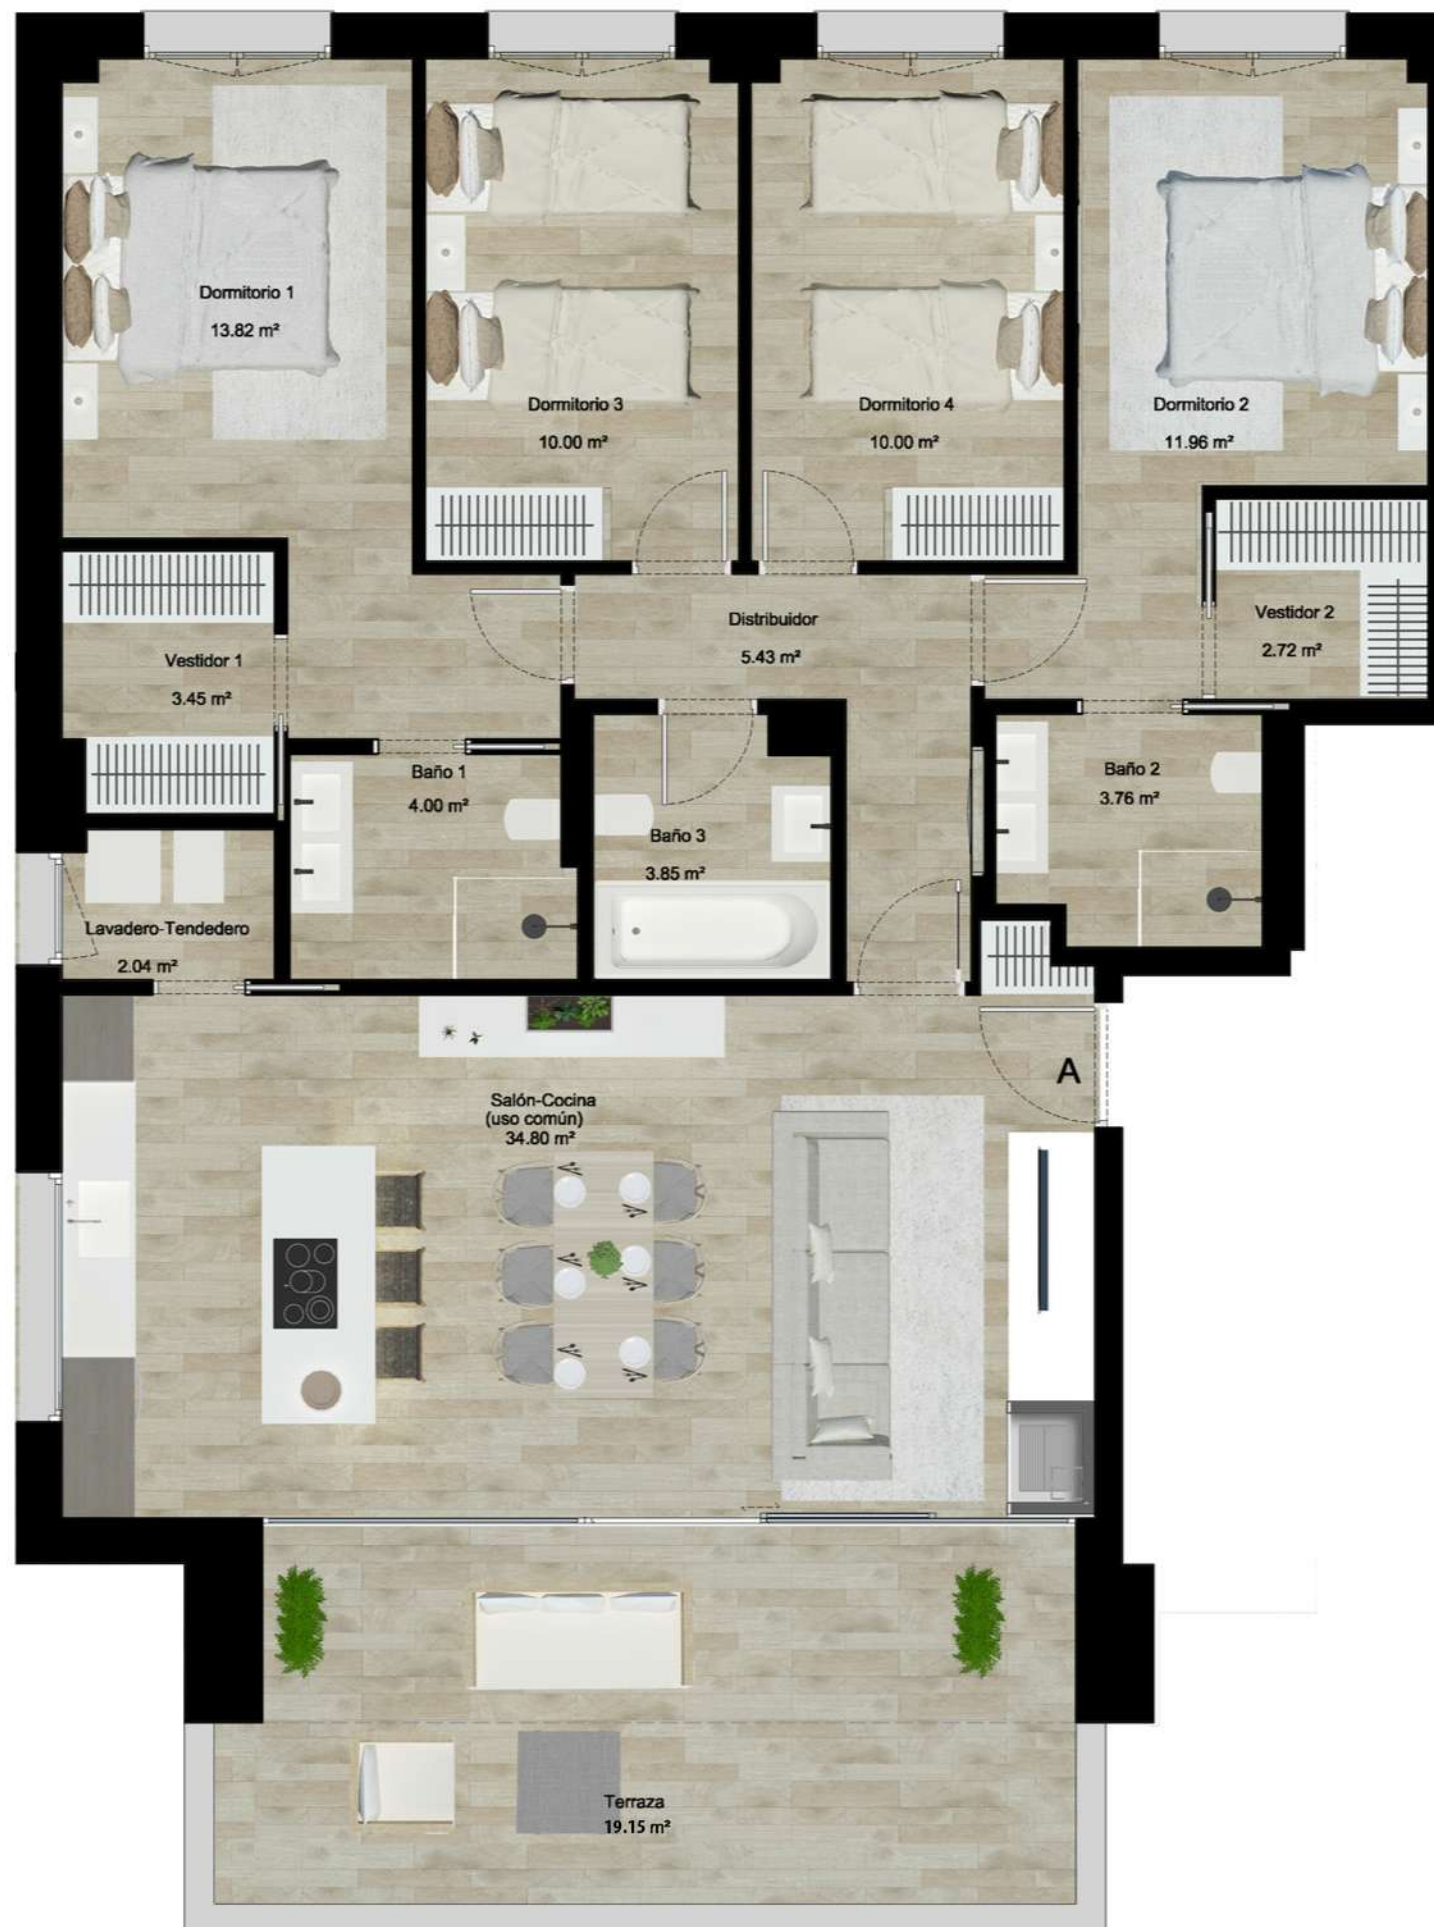 Dormitorio 1
13.82 m²
Dormitorio 3
10.00 m²
Dormitorio 4
10.00 m²
Dormitorio 2
11.96 m²
Distribuidor
5.43 m²
Vestidor 2
2.72 m²
Vestidor 1
3.45 m²
Baño 1
4.00 m²
Baño 3
3.85 m²
Baño 2
3.76 m²
Lavadero-Tendedero
2.04 m²
A
Salón-Cocina
(uso común)
34.80 m²
Terraza
19.15 m²